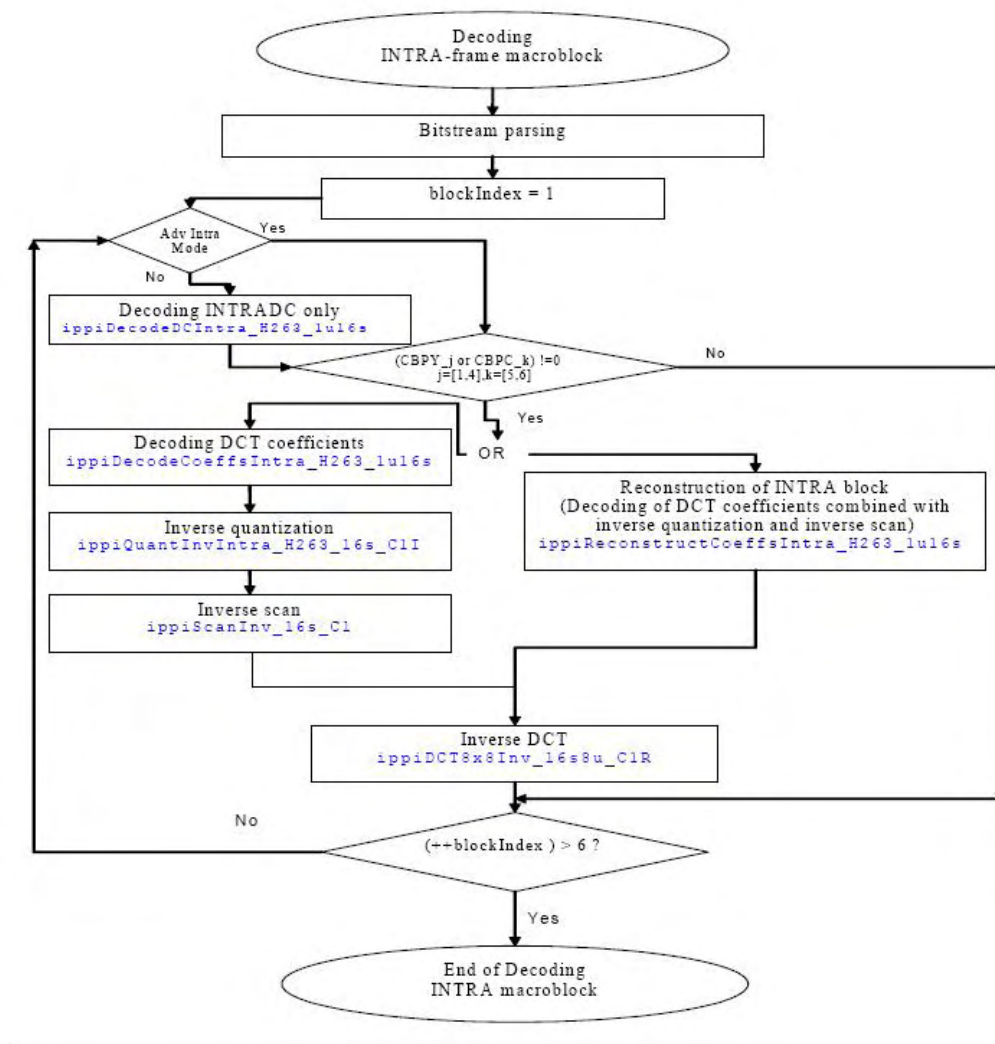 Decoding
INTRA-frame macroblock
Bitstream parsing
blockIndex = 1
Adv Intra
Mode
Yes
No
Decoding INTRADC only
ippiDecodeDCIntra_H263_1u16s
(CBPY_j or CBPC_k) !=0
j=[1,4],k=[5,6]
No
Yes
OR
Decoding DCT coefficients
ippiDecodeCoeffsIntra_H263_1u16s
Reconstruction of INTRA block
(Decoding of DCT coefficients combined with
inverse quantization and inverse scan)
ippiReconstructCoeffsIntra_H263_1u16s
Inverse quantization
ippiQuantInvIntra_H263_16s_C1I
Inverse scan
ippiScanInv_16s_C1
Inverse DCT
ippiDCT8x8Inv_16s8u_C1R
No
(++blockIndex ) > 6 ?
Yes
End of Decoding
INTRA macroblock